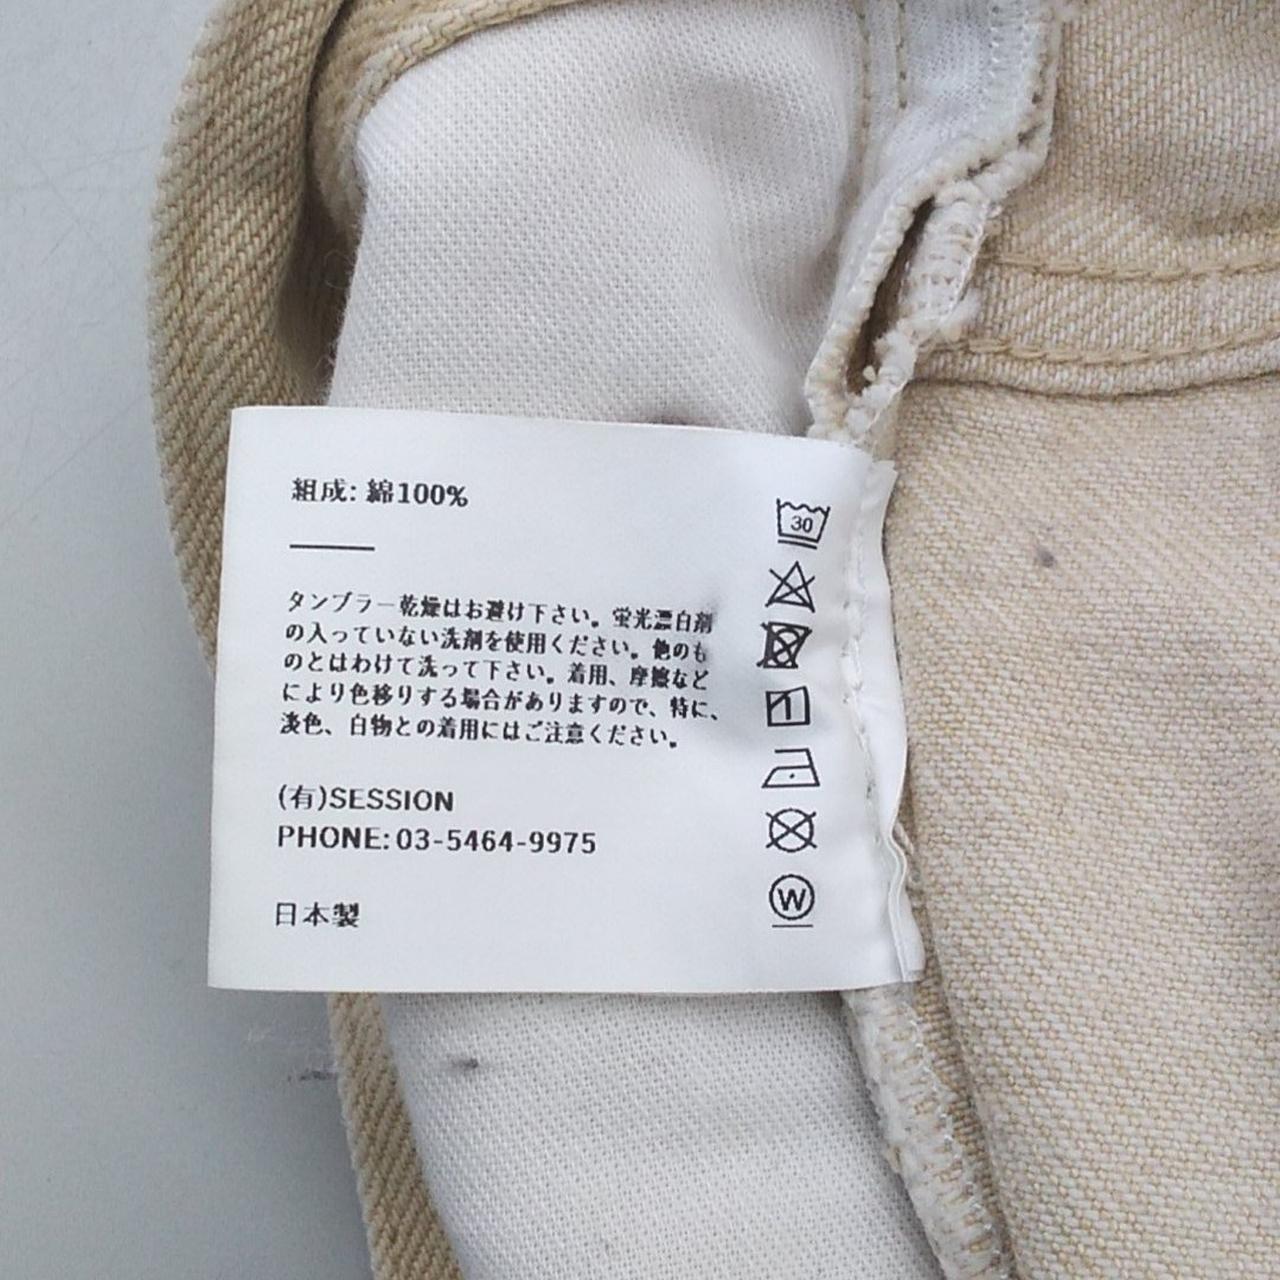 組成: 綿100%
タンブラー乾燥はお避け下さい。蛍光漂白剤
の入っていない洗剤を使用ください。他のも
のとはわけて洗って下さい。着用、摩擦など
により色移りする場合がありますので、特に、
淡色、白物との着用にはご注意ください。
(有)SESSION
PHONE: 03-5464-9975
日本製
30
W